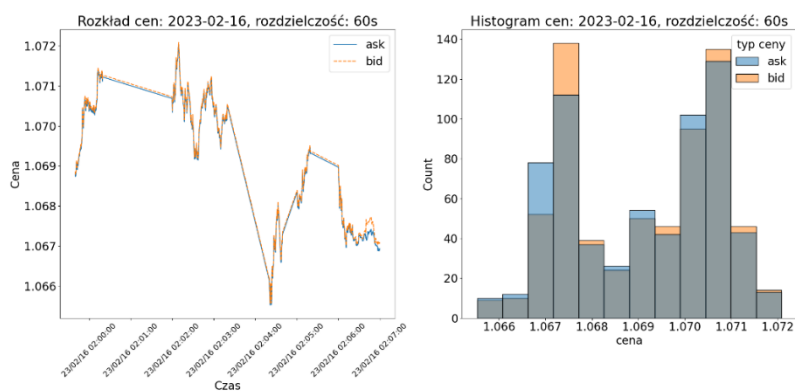 Rozkład cen: 2023-02-16, rozdzielczość: 60s
ask
bid
1.072
1.071
1.070
1.069
1.068
1.067
1.066
Cena
23/02/16 02:00:00
23/02/16 02:01:00
23/02/16 02:02:00
23/02/16 02:03:00
23/02/16 02:04:00
23/02/16 02:05:00
23/02/16 02:06:00
23/02/16 02:07:00
Czas
Histogram cen: 2023-02-16, rozdzielczość: 60s
typ ceny
ask
bid
140
120
100
80
60
40
20
0
Count
1.066
1.067
1.068
1.069
1.070
1.071
1.072
cena